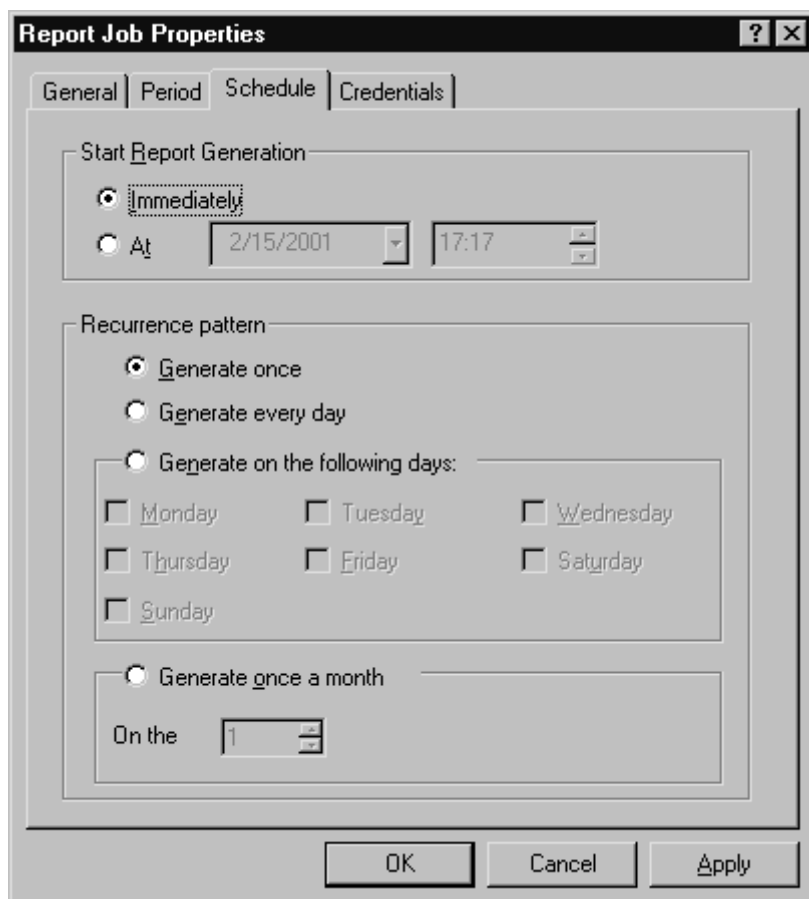 Report Job Properties
General Period Schedule Credentials
Start Report Generation
Immediately
At 2/15/2001 17:17
Recurrence pattern
Generate once
Generate every day
Generate on the following days:
Monday Tuesday Wednesday
Thursday Friday Saturday
Sunday
Generate once a month
On the 1
OK Cancel Apply